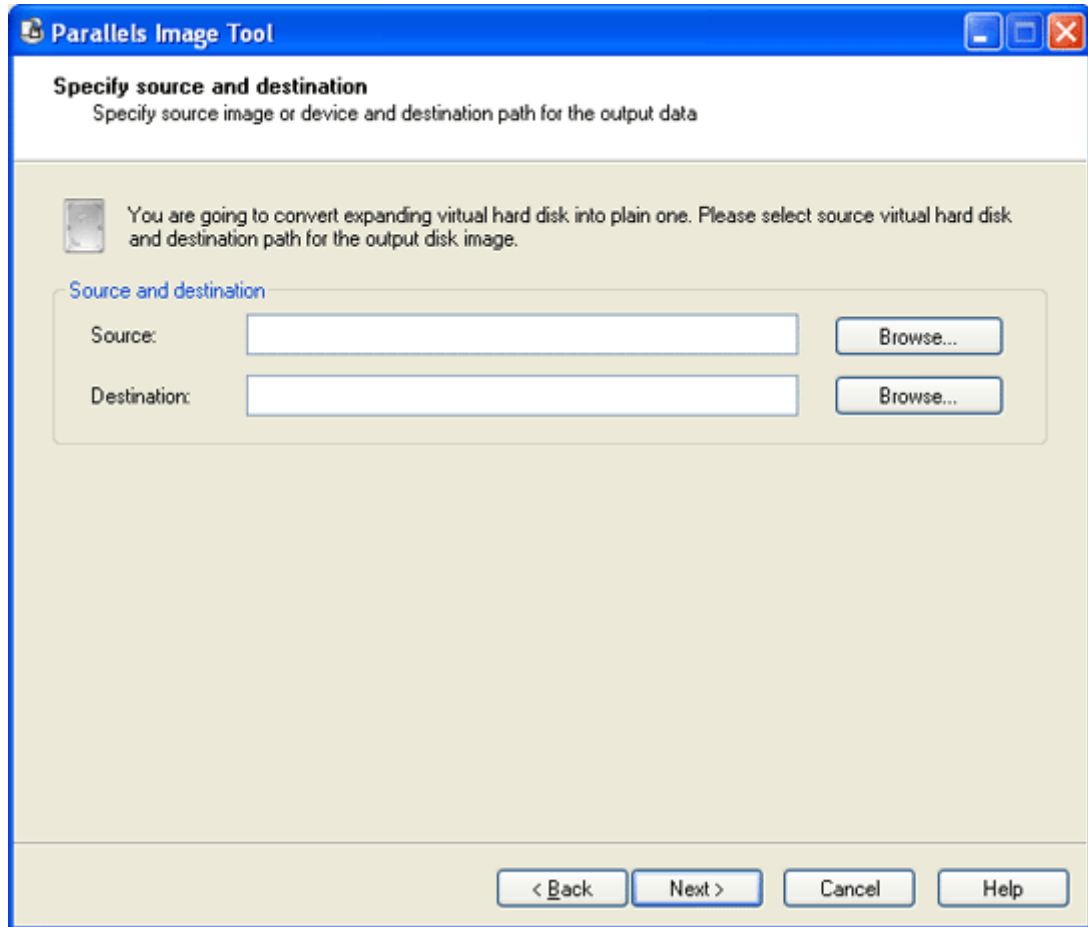 Parallels Image Tool
Specify source and destination
Specify source image or device and destination path for the output data
You are going to convert expanding virtual hard disk into plain one. Please select source virtual hard disk
and destination path for the output disk image.
Source and destination
Source:
Browse...
Destination:
Browse...
< Back
Next >
Cancel
Help